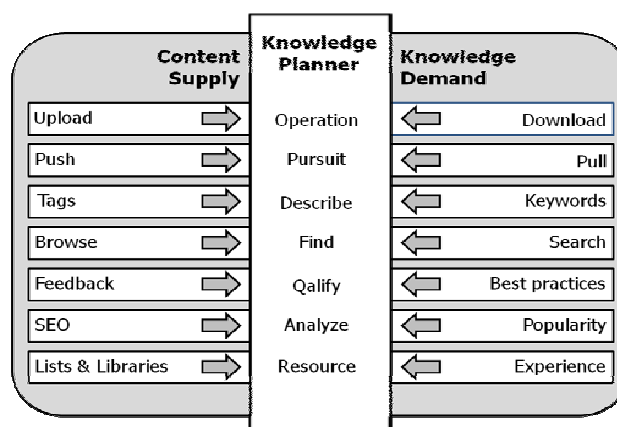 Content Supply
Knowledge Planner
Knowledge Demand
Upload Operation Download
Push Pursuit Pull
Tags Describe Keywords
Browse Find Search
Feedback Qalify Best practices
SEO Analyze Popularity
Lists & Libraries Resource Experience